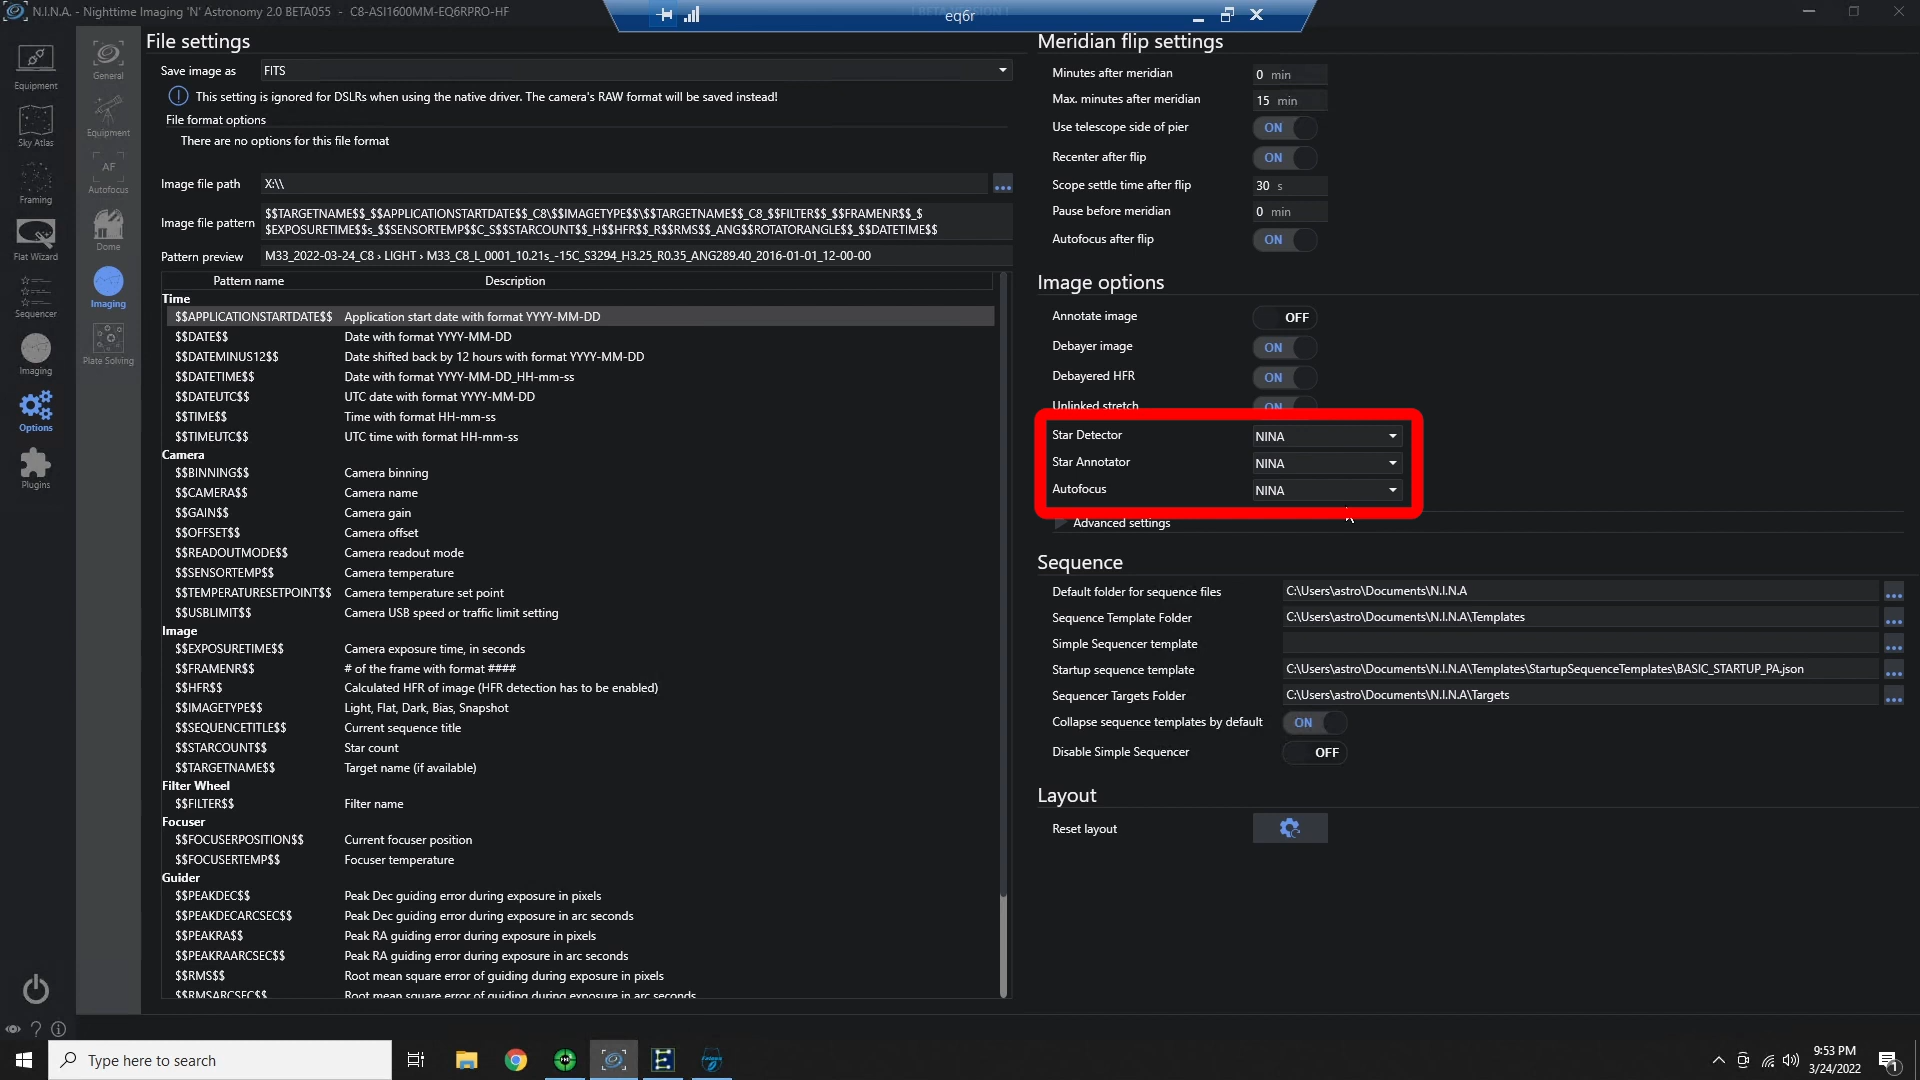 N.I.N.A. - Nighttime Imaging 'N' Astronomy 2.0 BETA055 - C8-ASI1600MM-EQ6RPRO-HF
eq6r
Equipment
Sky Atlas
Framing
Flat Wizard
Sequencer
Imaging
Options
Plugins
General
Equipment
AF
Autofocus
Dome
Imaging
Plate Solving
File settings
Save image as
FITS
This setting is ignored for DSLRs when using the native driver. The camera's RAW format will be saved instead!
File format options
There are no options for this file format
Image file path
X:\\
...
Image file pattern
$$TARGETNAME$$_$$APPLICATIONSTARTDATE$$_C8\$$IMAGETYPE$$\$$TARGETNAME$$_C8_$$FILTER$$_$$FRAMENR$$_$
$EXPOSURETIME$$s_$$SENSORTEMP$$C_S$$STARCOUNT$$_H$$HFR$$_R$$RMS$$_ANG$$ROTATORANGLE$$_$$DATETIME$$
Pattern preview
M33_2022-03-24_C8 › LIGHT › M33_C8_L_0001_10.21s_-15C_S3294_H3.25_R0.35_ANG289.40_2016-01-01_12-00-00
Pattern name Description
Time
$$APPLICATIONSTARTDATE$$ Application start date with format YYYY-MM-DD
$$DATE$$ Date with format YYYY-MM-DD
$$DATEMINUS12$$ Date shifted back by 12 hours with format YYYY-MM-DD
$$DATETIME$$ Date with format YYYY-MM-DD_HH-mm-ss
$$DATEUTC$$ UTC date with format YYYY-MM-DD
$$TIME$$ Time with format HH-mm-ss
$$TIMEUTC$$ UTC time with format HH-mm-ss
Camera
$$BINNING$$ Camera binning
$$CAMERA$$ Camera name
$$GAIN$$ Camera gain
$$OFFSET$$ Camera offset
$$READOUTMODE$$ Camera readout mode
$$SENSORTEMP$$ Camera temperature
$$TEMPERATURESETPOINT$$ Camera temperature set point
$$USBLIMIT$$ Camera USB speed or traffic limit setting
Image
$$EXPOSURETIME$$ Camera exposure time, in seconds
$$FRAMENR$$ # of the frame with format ####
$$HFR$$ Calculated HFR of image (HFR detection has to be enabled)
$$IMAGETYPE$$ Light, Flat, Dark, Bias, Snapshot
$$SEQUENCETITLE$$ Current sequence title
$$STARCOUNT$$ Star count
$$TARGETNAME$$ Target name (if available)
Filter Wheel
$$FILTER$$ Filter name
Focuser
$$FOCUSERPOSITION$$ Current focuser position
$$FOCUSERTEMP$$ Focuser temperature
Guider
$$PEAKDEC$$ Peak Dec guiding error during exposure in pixels
$$PEAKDECARCSEC$$ Peak Dec guiding error during exposure in arc seconds
$$PEAKRA$$ Peak RA guiding error during exposure in pixels
$$PEAKRAARCSEC$$ Peak RA guiding error during exposure in arc seconds
$$RMS$$ Root mean square error of guiding during exposure in pixels
$$RMSARCSEC$$ Root mean square error of guiding during exposure in arc seconds
Meridian flip settings
Minutes after meridian 0 min
Max. minutes after meridian 15 min
Use telescope side of pier ON
Recenter after flip ON
Scope settle time after flip 30 s
Pause before meridian 0 min
Autofocus after flip ON
Image options
Annotate image OFF
Debayer image ON
Debayered HFR ON
Unlinked stretch ON
Star Detector NINA
Star Annotator NINA
Autofocus NINA
Advanced settings
Sequence
Default folder for sequence files C:\Users\astro\Documents\N.I.N.A ...
Sequence Template Folder C:\Users\astro\Documents\N.I.N.A\Templates ...
Simple Sequencer template ...
Startup sequence template C:\Users\astro\Documents\N.I.N.A\Templates\StartupSequenceTemplates\BASIC_STARTUP_PA.json ...
Sequencer Targets Folder C:\Users\astro\Documents\N.I.N.A\Targets ...
Collapse sequence templates by default ON
Disable Simple Sequencer OFF
Layout
Reset layout
Type here to search
9:53 PM
3/24/2022
1